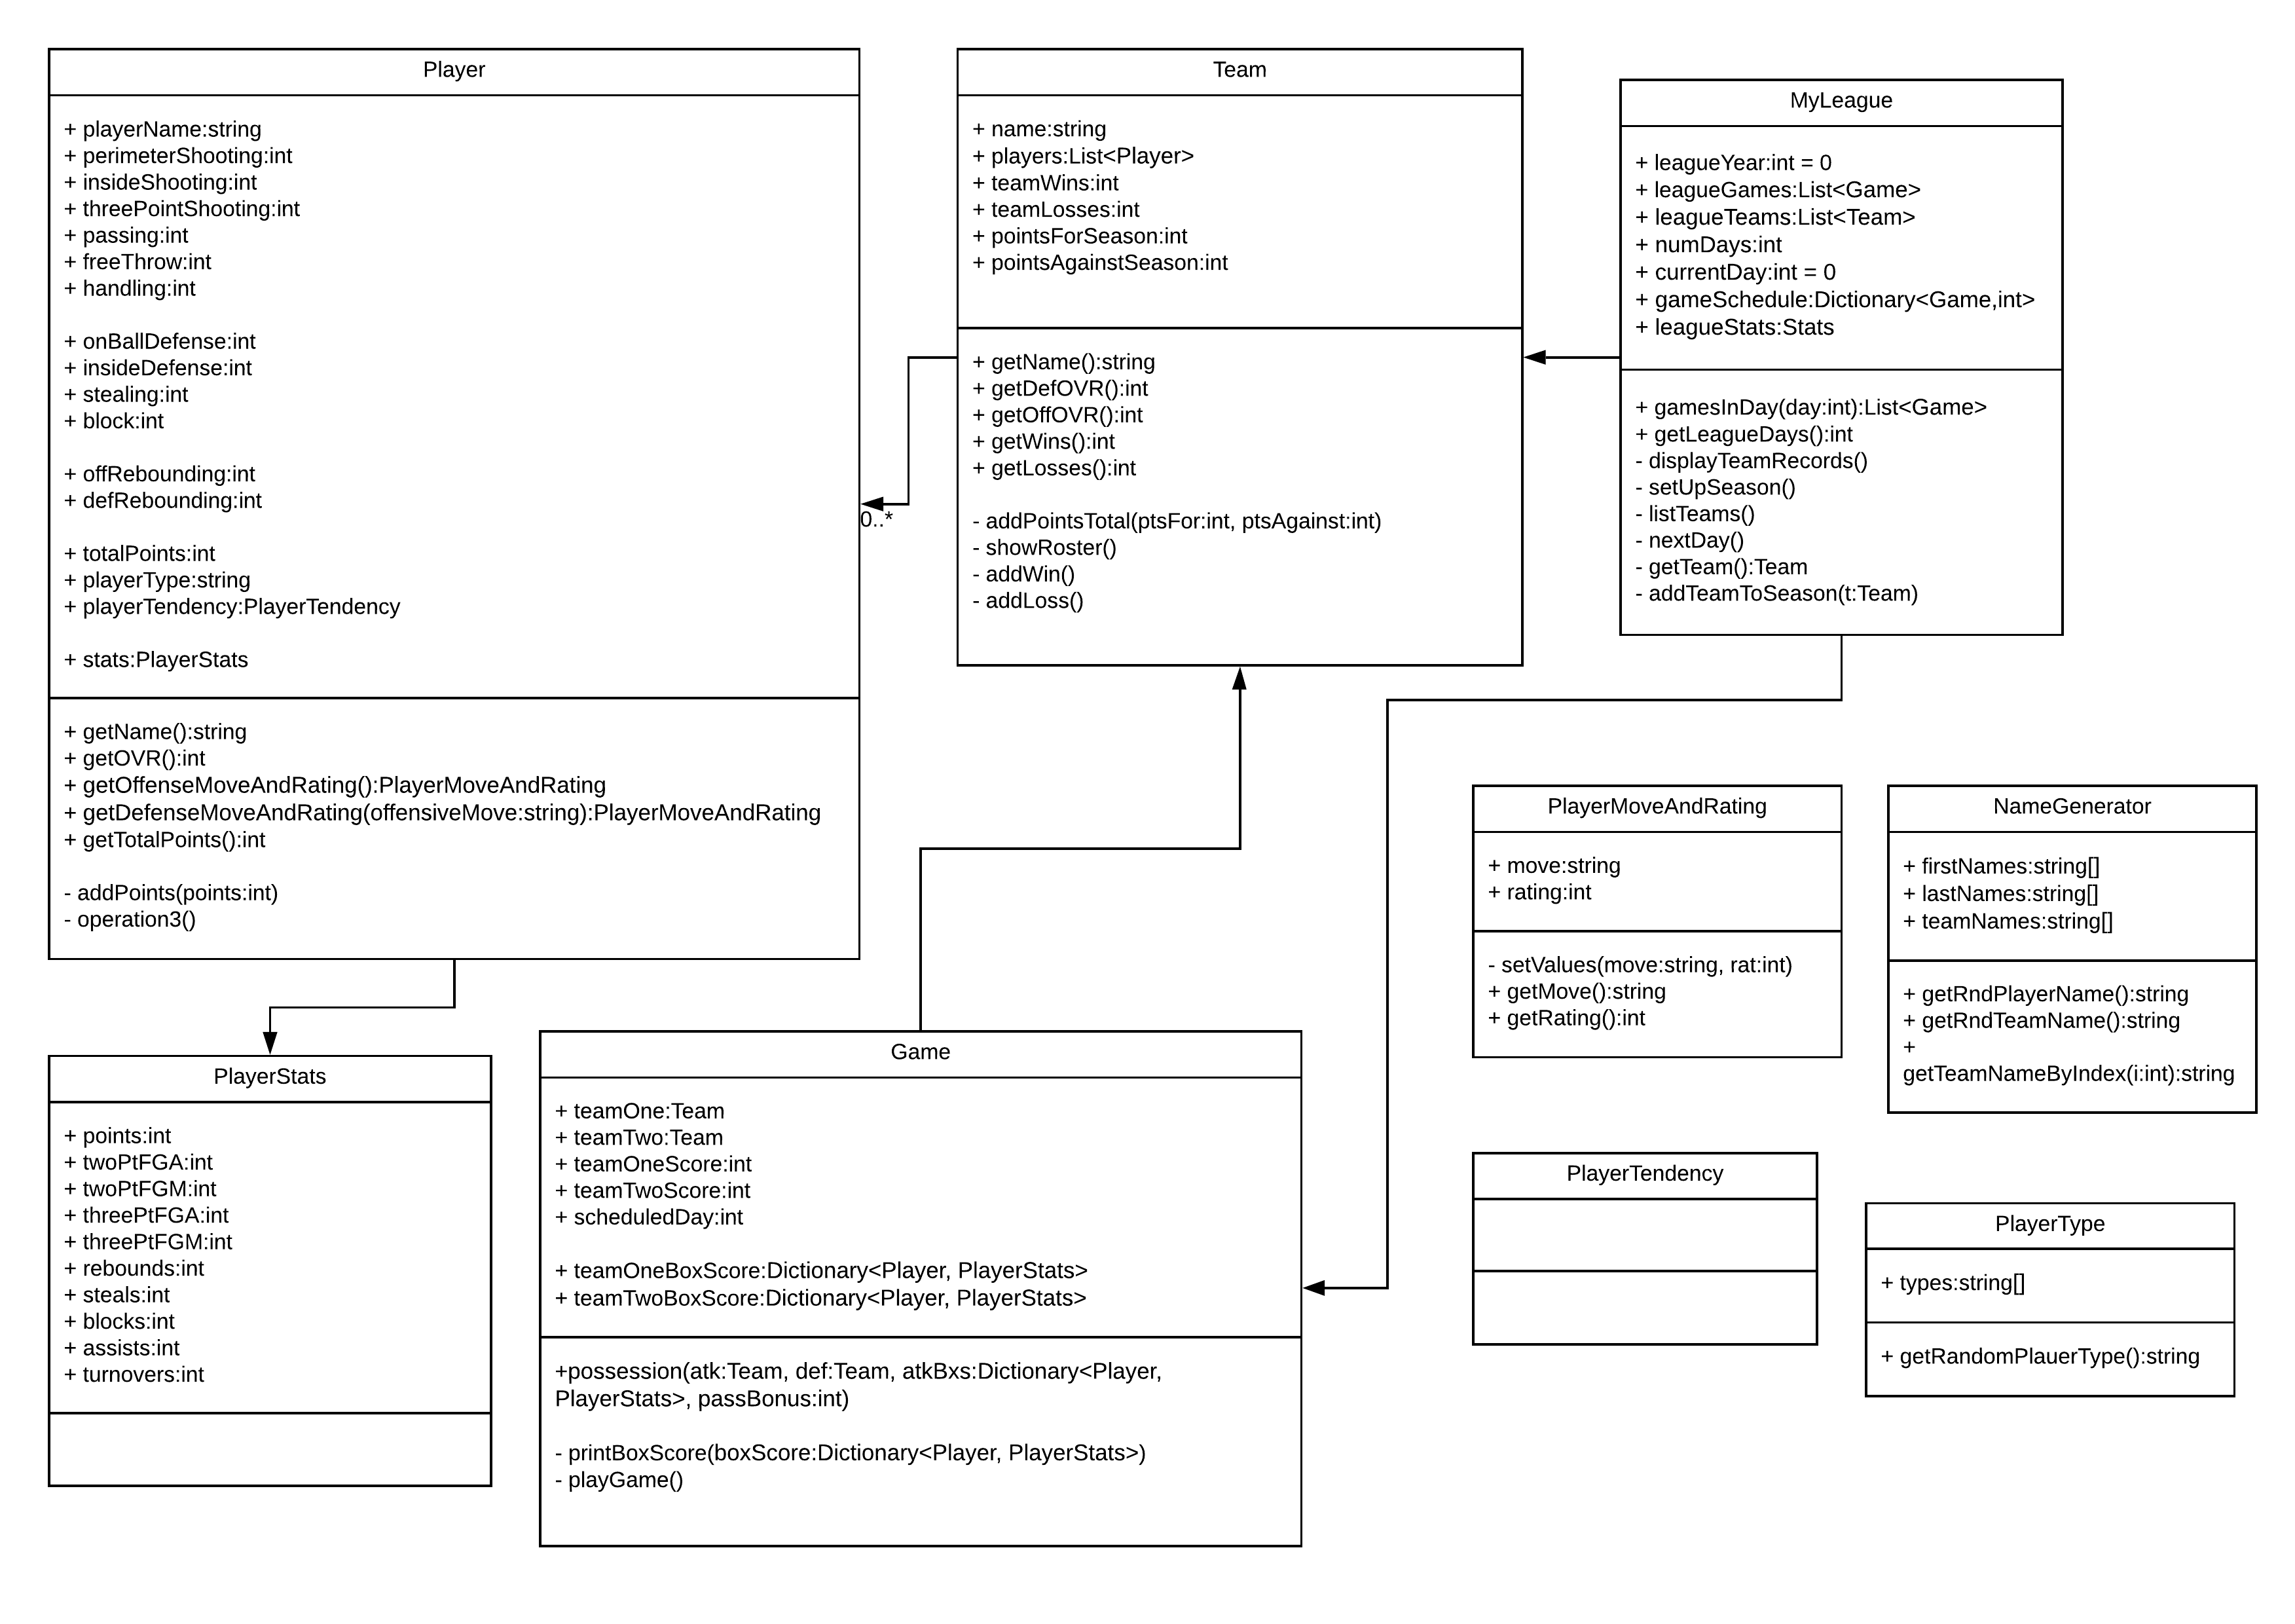 Player
+ playerName:string
+ perimeterShooting:int
+ insideShooting:int
+ threePointShooting:int
+ passing:int
+ freeThrow:int
+ handling:int
+ onBallDefense:int
+ insideDefense:int
+ stealing:int
+ block:int
+ offRebounding:int
+ defRebounding:int
+ totalPoints:int
+ playerType:string
+ playerTendency:PlayerTendency
+ stats:PlayerStats
+ getName():string
+ getOVR():int
+ getOffenseMoveAndRating():PlayerMoveAndRating
+ getDefenseMoveAndRating(offensiveMove:string):PlayerMoveAndRating
+ getTotalPoints():int
- addPoints(points:int)
- operation3()
0..*
Team
+ name:string
+ players:List<Player>
+ teamWins:int
+ teamLosses:int
+ pointsForSeason:int
+ pointsAgainstSeason:int
+ getName():string
+ getDefOVR():int
+ getOffOVR():int
+ getWins():int
+ getLosses():int
- addPointsTotal(ptsFor:int, ptsAgainst:int)
- showRoster()
- addWin()
- addLoss()
MyLeague
+ leagueYear:int = 0
+ leagueGames:List<Game>
+ leagueTeams:List<Team>
+ numDays:int
+ currentDay:int = 0
+ gameSchedule:Dictionary<Game,int>
+ leagueStats:Stats
+ gamesInDay(day:int):List<Game>
+ getLeagueDays():int
- displayTeamRecords()
- setUpSeason()
- listTeams()
- nextDay()
- getTeam():Team
- addTeamToSeason(t:Team)
PlayerMoveAndRating
+ move:string
+ rating:int
- setValues(move:string, rat:int)
+ getMove():string
+ getRating():int
NameGenerator
+ firstNames:string[]
+ lastNames:string[]
+ teamNames:string[]
+ getRndPlayerName():string
+ getRndTeamName():string
+
getTeamNameByIndex(i:int):string
PlayerStats
+ points:int
+ twoPtFGA:int
+ twoPtFGM:int
+ threePtFGA:int
+ threePtFGM:int
+ rebounds:int
+ steals:int
+ blocks:int
+ assists:int
+ turnovers:int
Game
+ teamOne:Team
+ teamTwo:Team
+ teamOneScore:int
+ teamTwoScore:int
+ scheduledDay:int
+ teamOneBoxScore:Dictionary<Player, PlayerStats>
+ teamTwoBoxScore:Dictionary<Player, PlayerStats>
+possession(atk:Team, def:Team, atkBxs:Dictionary<Player,
PlayerStats>, passBonus:int)
- printBoxScore(boxScore:Dictionary<Player, PlayerStats>)
- playGame()
PlayerTendency
PlayerType
+ types:string[]
+ getRandomPlauerType():string